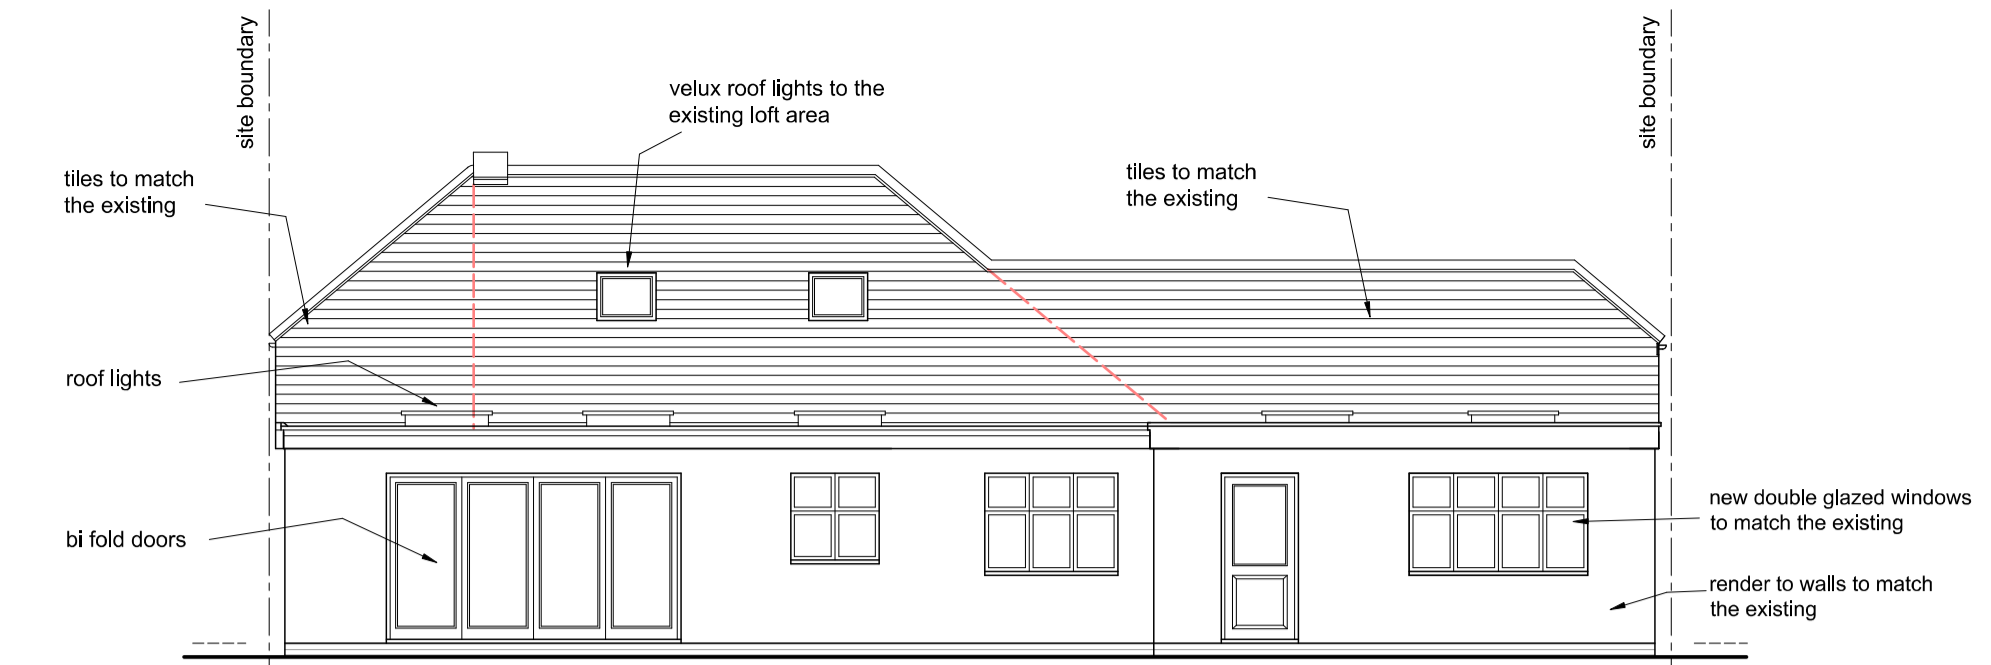 site boundary
site boundary
velux roof lights to the
existing loft area
tiles to match
the existing
tiles to match
the existing
roof lights
bi fold doors
new double glazed windows
to match the existing
render to walls to match
the existing